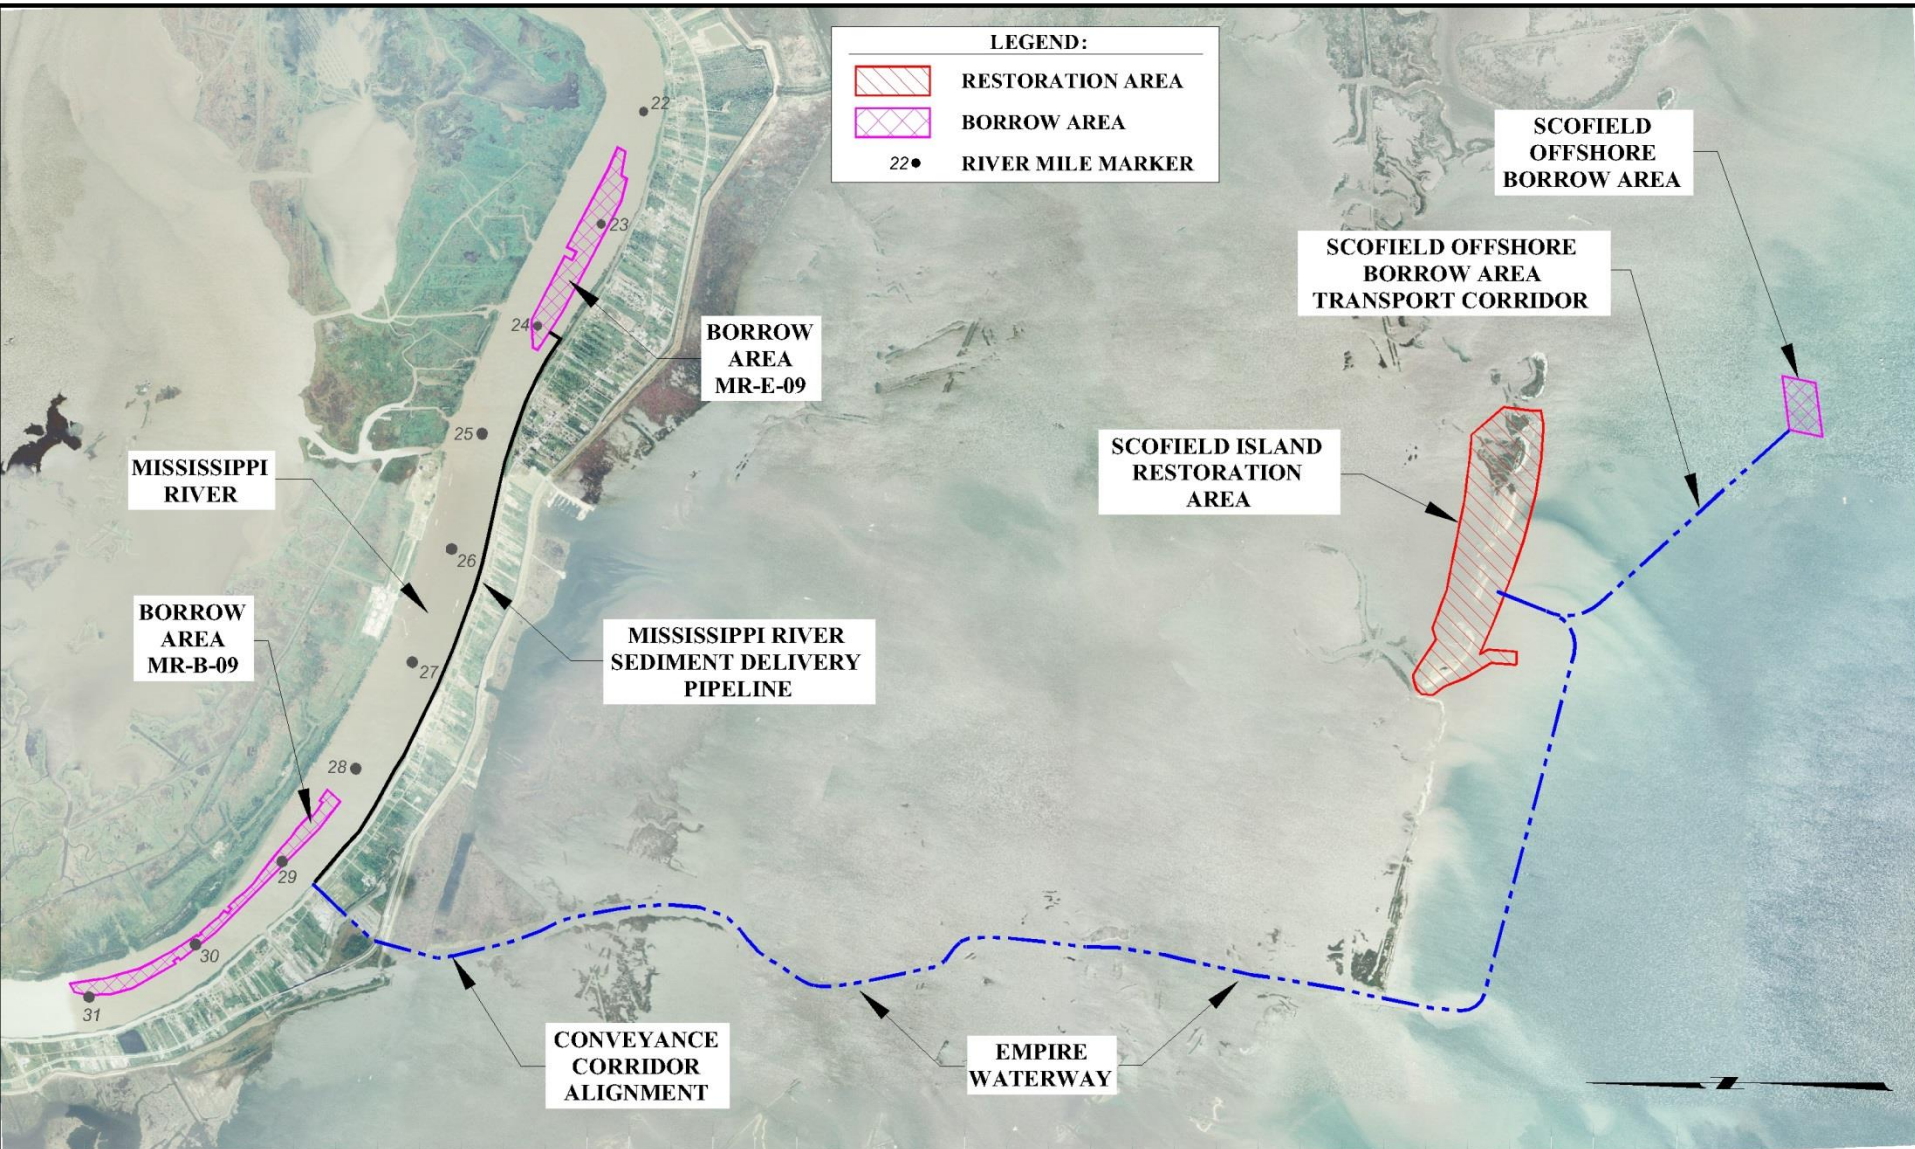 LEGEND:
RESTORATION AREA
BORROW AREA
22 RIVER MILE MARKER
SCOFIELD
OFFSHORE
BORROW AREA
SCOFIELD OFFSHORE
BORROW AREA
TRANSPORT CORRIDOR
22
23
24
BORROW
AREA
MR-E-09
25
SCOFIELD ISLAND
RESTORATION
AREA
MISSISSIPPI
RIVER
26
BORROW
AREA
MR-B-09
27
MISSISSIPPI RIVER
SEDIMENT DELIVERY
PIPELINE
28
29
30
31
CONVEYANCE
CORRIDOR
ALIGNMENT
EMPIRE
WATERWAY